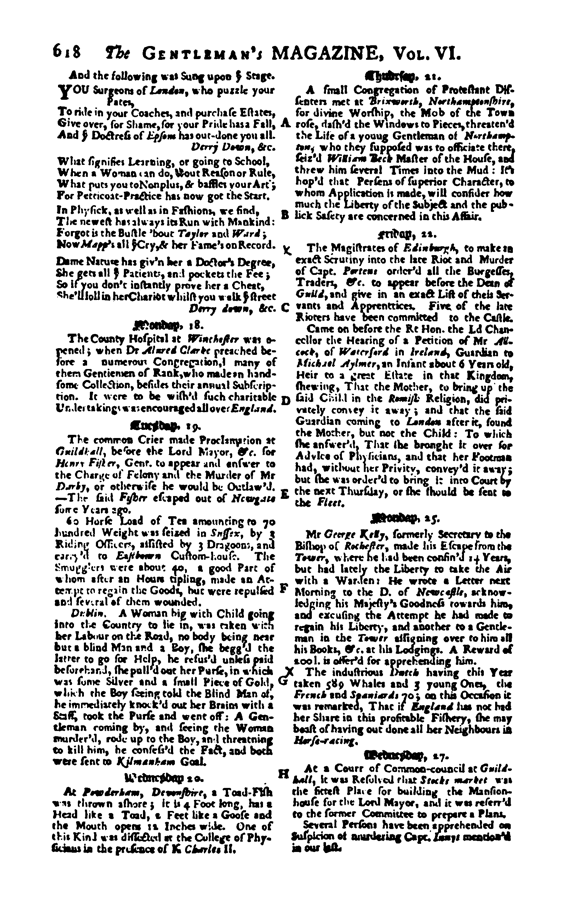 618 The GENTLEMAN's MAGAZINE, VOL. VI.
And the following was Sung upon ẏ Stage.
YOU Surgeons of London, who puzzle your
Pates,
To ride in your Coaches, and purchase Estates,
Give over, for Shame, for your Pride has a Fall,
And ẏ Doctress of Epsom has out-done you all.
Derry Down, &c.
What signifies Learning, or going to School,
When a Woman can do, without Reason or Rule,
What puts you to Nonplus, & baffles your Art;
For Petticoat-Practice has now got the Start.
In Physick, as well as in Fashions, we find,
The newest has always its Run with Mankind:
Forgot is the Bustle 'bout Taylor and Ward;
Now Mapp's all ẏ Cry, & her Fame's on Record.
Dame Nature has giv'n her a Doctor's Degree,
She gets all ẏ Patients, and pockets the Fee;
So if you don't instantly prove her a Cheat,
She'll loll in her Chariot whilst you walk ẏ street
Derry down, &c.
Monday, 18.
The County Hospital at Winchester was o-
pened; when Dr Alured Clarke preached be-
fore a numerous Congregation, many of
them Gentlemen of Rank, who made an hand-
some Collection, besides their annual Subscrip-
tion. It were to be wish'd such charitable
Undertakings was encouraged all over England.
Tuesday, 19.
The common Crier made Proclamation at
Guildhall, before the Lord Mayor, &c. for
Henry Fisher, Gent. to appear and answer to
the Charge of Felony and the Murder of Mr
Darby, or otherwise he would be Outlaw'd.
—The said Fisher escaped out of Newgate
some Years ago.
60 Horse Load of Tea amounting to 70
hundred Weight was seized in Sussex, by 3
Riding Officers, assisted by 3 Dragoons, and
carry'd to Eastbourn Custom-house. The
Smugglers were about 40, a good Part of
whom after an Hours tipling, made an At-
tempt to regain the Goods, but were repulsed
and several of them wounded.
Dublin. A Woman big with Child going
into the Country to lie in, was taken with
her Labour on the Road, no body being near
but a blind Man and a Boy, she begg'd the
latter to go for Help, he refus'd unless paid
beforehand, she pull'd out her Purse, in which
was some Silver and a small Piece of Gold,
which the Boy seeing told the Blind Man of,
he immediately knock'd out her Brains with a
Staff, took the Purse and went off: A Gen-
tleman coming by, and seeing the Woman
murder'd, rode up to the Boy, and threatning
to kill him, he confess'd the Fact, and both
were sent to Kilmanham Goal.
Wednesday 20.
At Powderham, Devonshire, a Toad-Fish
was thrown ashore; it is 4 Foot long, has a
Head like a Toad, 2 Feet like a Goose and
the Mouth opens 12 Inches wide. One of
this Kind was dissected at the College of Phy-
sicians in the presence of K Charles II.
Thursday, 21.
A small Congregation of Protestant Dis-
senters met at Brixworth, Northamptonshire,
for divine Worship, the Mob of the Town
A rose, dash'd the Windows to Pieces, threaten'd
the Life of a young Gentleman of Northamp-
ton, who they supposed was to officiate there,
seiz'd William Beck Master of the House, and
threw him several Times into the Mud: It's
hop'd that Persons of superior Character, to
whom Application is made, will consider how
much the Liberty of the Subject and the pub-
B lick Safety are concerned in this Affair.
Friday, 22.
The Magistrates of Edinburgh, to make an
exact Scrutiny into the late Riot and Murder
of Capt. Porteus order'd all the Burgesses,
Traders, &c. to appear before the Dean of
Guild, and give in an exact List of their Ser-
C vants and Apprentices. Five of the late
Rioters have been committed to the Castle.
Came on before the Rt Hon. the Ld Chan-
cellor the Hearing of a Petition of Mr All-
cock, of Waterford in Ireland, Guardian to
Michael Aylmer, an Infant about 6 Years old,
Heir to a great Estate in that Kingdom,
shewing, That the Mother, to bring up the
D said Child in the Romish Religion, did pri-
vately convey it away; and that the said
Guardian coming to London after it, found
the Mother, but not the Child: To which
she answer'd, That she brought it over for
Advice of Physicians, and that her Footman
had, without her Privity, convey'd it away;
but she was order'd to bring it into Court by
E the next Thursday, or she should be sent to
the Fleet.
Monday, 25.
Mr George Kelly, formerly Secretary to the
Bishop of Rochester, made his Escape from the
Tower, where he had been confin'd 14 Years,
but had lately the Liberty to take the Air
with a Warden: He wrote a Letter next
F Morning to the D. of Newcastle, acknow-
ledging his Majesty's Goodness towards him,
and excusing the Attempt he had made to
regain his Liberty, and another to a Gentle-
man in the Tower assigning over to him all
his Books, &c. at his Lodgings. A Reward of
200 l. is offer'd for apprehending him.
The industrious Dutch having this Year
G taken 589 Whales and 3 young Ones, the
French and Spaniards 70; on this Occasion it
was remarked, That if England has not had
her Share in this profitable Fishery, she may
boast of having out done all her Neighbours in
Horse-racing.
Wednesday, 27.
H At a Court of Common-council at Guild-
hall, it was Resolved that Stocks market was
the fittest Place for building the Mansion-
house for the Lord Mayor, and it was referr'd
to the former Committee to prepare a Plan.
Several Persons have been apprehended on
Suspicion of murdering Capt. Innys mention'd
in our last.